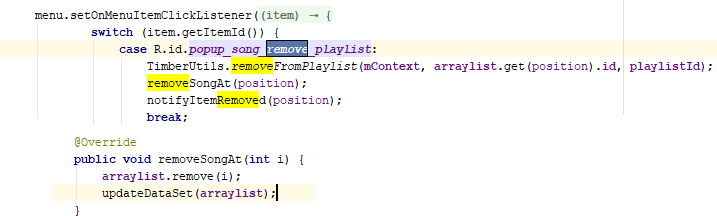 menu.setOnMenuItemClickListener((item) → {
switch (item.getItemId()) {
case R.id.popup_song_remove_playlist:
TimberUtils.removeFromPlaylist(mContext, arraylist.get(position).id, playlistId);
removeSongAt(position);
notifyItemRemoved(position);
break;
@Override
public void removeSongAt(int i) {
arraylist.remove(i);
updateDataSet(arraylist);
}